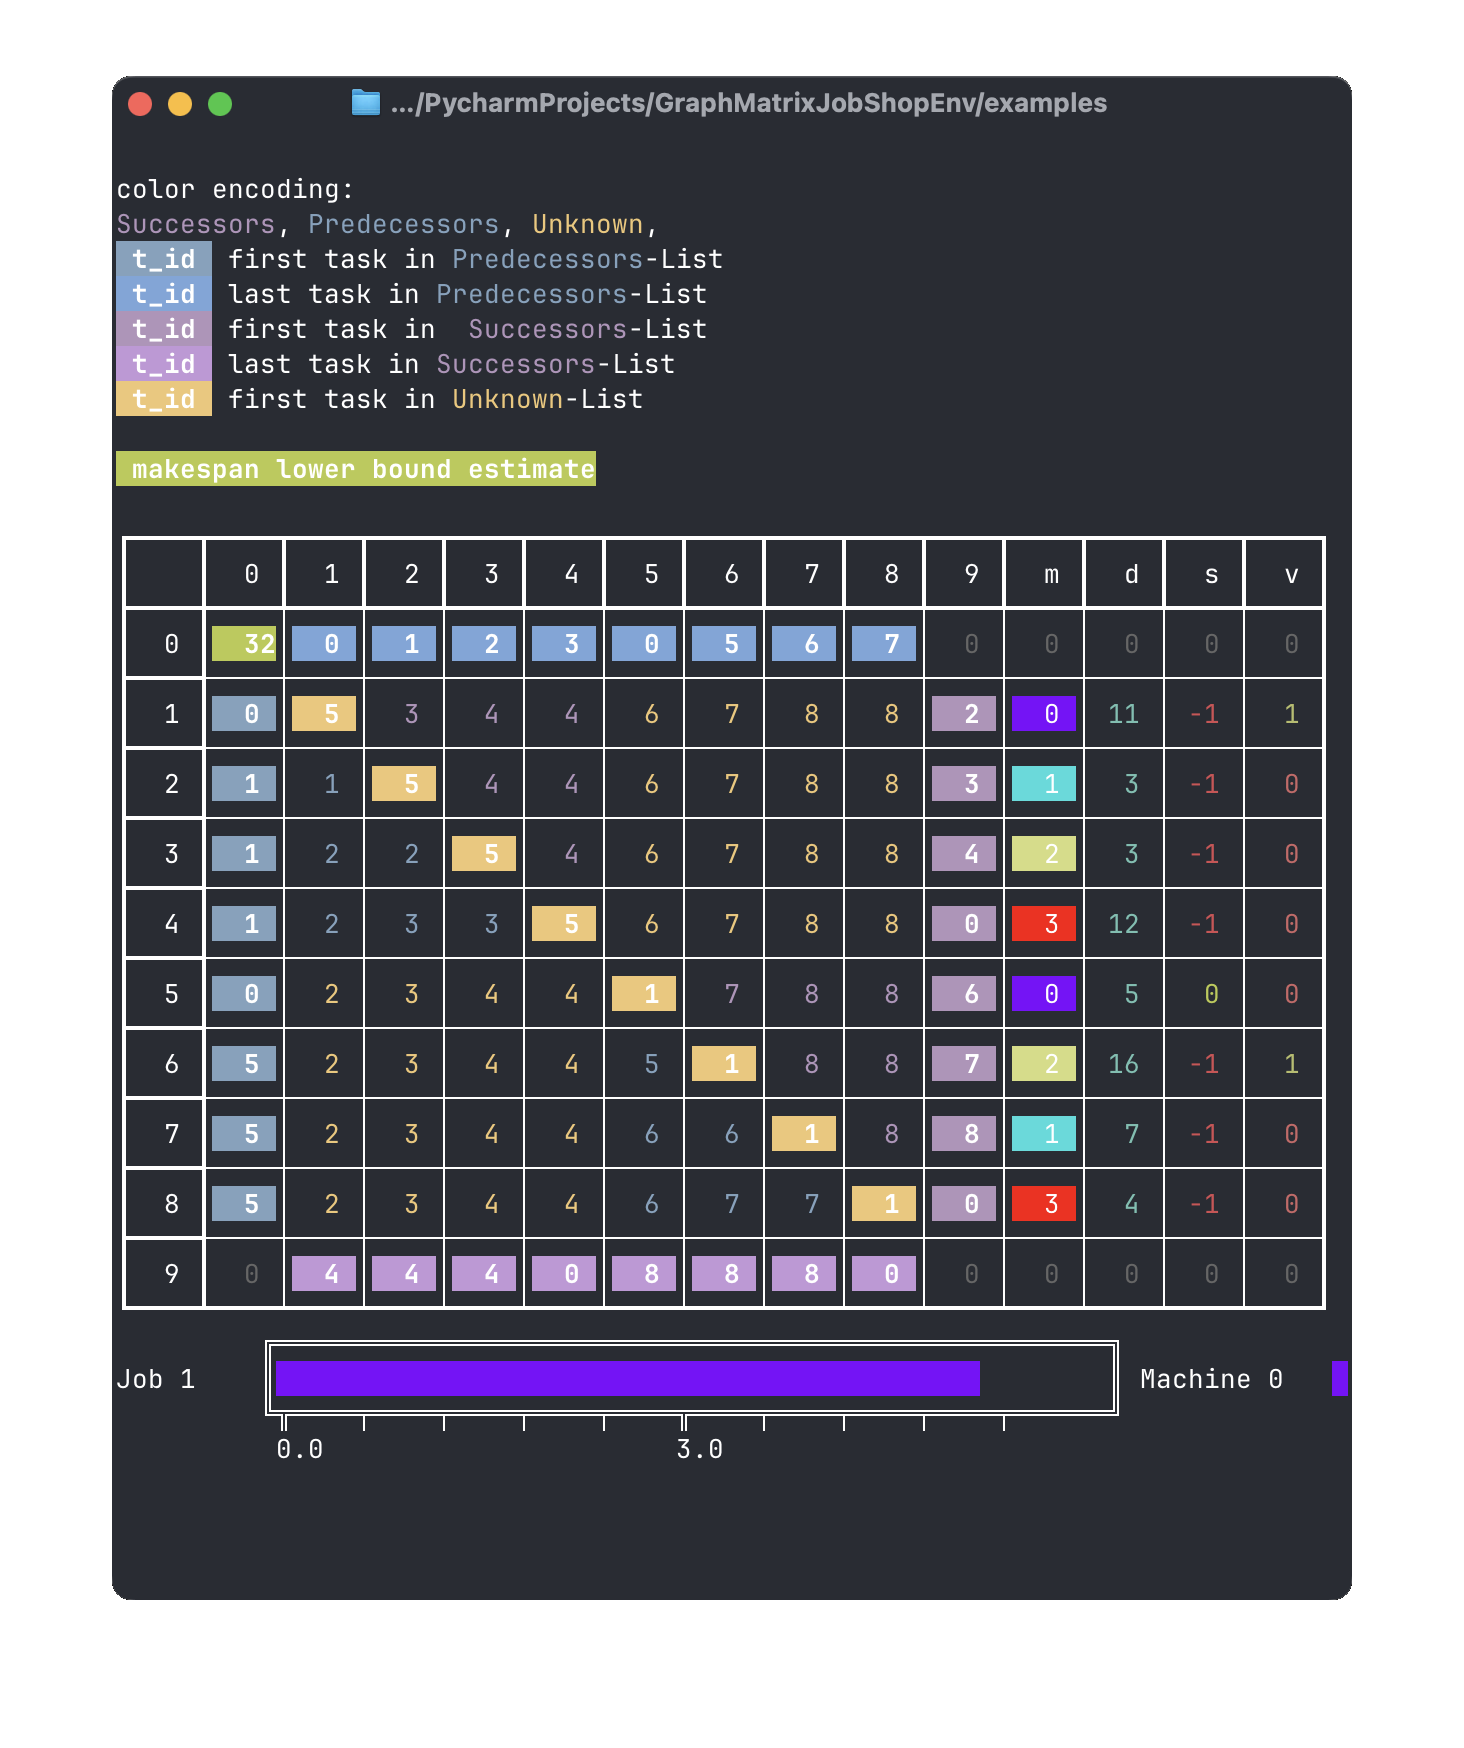 .../PycharmProjects/GraphMatrixJobShopEnv/examples
color encoding:
Successors, Predecessors, Unknown,
t_id first task in Predecessors-List
t_id last task in Predecessors-List
t_id first task in  Successors-List
t_id last task in Successors-List
t_id first task in Unknown-List
makespan lower bound estimate
0 1 2 3 4 5 6 7 8 9 m d s v
0 32 0 1 2 3 0 5 6 7 0 0 0 0 0
1 0 5 3 4 4 6 7 8 8 2 0 11 -1 1
2 1 1 5 4 4 6 7 8 8 3 1 3 -1 0
3 1 2 2 5 4 6 7 8 8 4 2 3 -1 0
4 1 2 3 3 5 6 7 8 8 0 3 12 -1 0
5 0 2 3 4 4 1 7 8 8 6 0 5 0 0
6 5 2 3 4 4 5 1 8 8 7 2 16 -1 1
7 5 2 3 4 4 6 6 1 8 8 1 7 -1 0
8 5 2 3 4 4 6 7 7 1 0 3 4 -1 0
9 0 4 4 4 0 8 8 8 0 0 0 0 0 0
Job 1 Machine 0
0.0 3.0